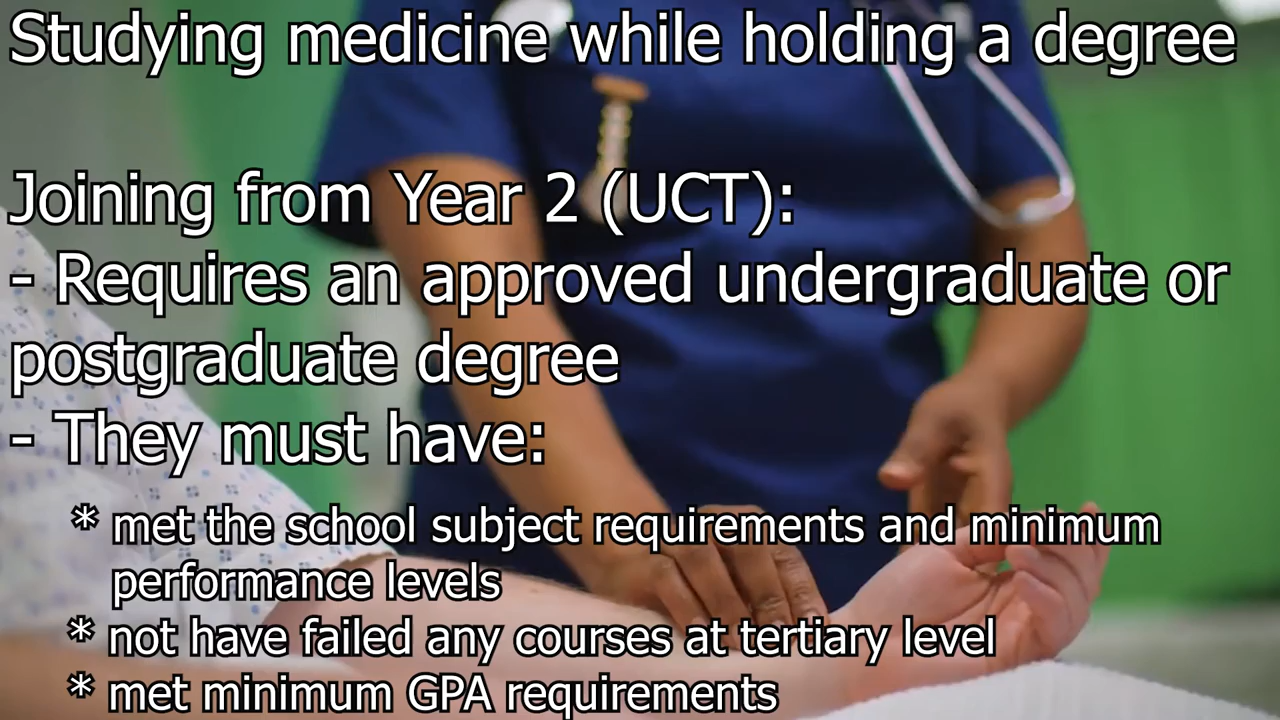 Studying medicine while holding a degree
Joining from Year 2 (UCT):
- Requires an approved undergraduate or
postgraduate degree
- They must have:
* met the school subject requirements and minimum
performance levels
* not have failed any courses at tertiary level
* met minimum GPA requirements